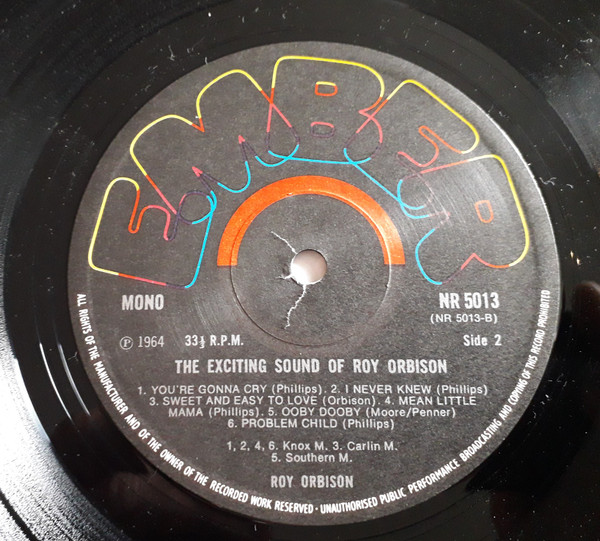 EMBER
MONO
NR 5013
(NR 5013-B)
Ⓟ 1964 33⅓ R.P.M. Side 2
THE EXCITING SOUND OF ROY ORBISON
1. YOU'RE GONNA CRY (Phillips). 2. I NEVER KNEW (Phillips)
3. SWEET AND EASY TO LOVE (Orbison). 4. MEAN LITTLE
MAMA (Phillips). 5. OOBY DOOBY (Moore/Penner)
6. PROBLEM CHILD (Phillips)
1, 2, 4, 6. Knox M. 3. Carlin M.
5. Southern M.
ROY ORBISON
ALL RIGHTS OF THE MANUFACTURER AND OF THE OWNER OF THE RECORDED WORK RESERVED · UNAUTHORISED PUBLIC PERFORMANCE BROADCASTING AND COPYING OF THIS RECORD PROHIBITED